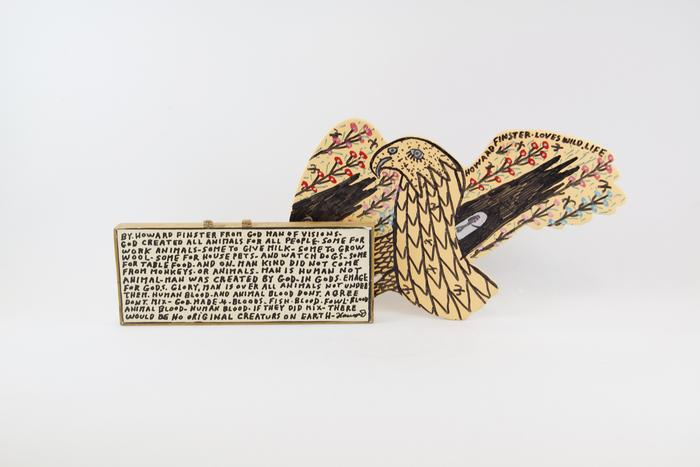 BY. HOWARD FINSTER FROM GOD MAN OF VISIONS.
GOD CREATED ALL ANIMALS FOR ALL PEOPLE- SOME FOR
WORK ANIMALS- SOME TO GIVE MILK- SOME TO GROW
WOOL- SOME FOR HOUSE PETS- AND WATCH DOGS- SOME
FOR TABLE FOOD- AND ON. MAN KIND DID NOT COME
FROM MONKEYS OR ANIMALS. MAN IS HUMAN NOT
ANIMAL- MAN WAS CREATED BY GOD- IN GODS. EMAGE
FOR GODS. GLORY, MAN IS OVER ALL ANIMALS NOT UNDER
THEM. HUMAN BLOOD- AND ANIMAL BLOOD DONT. AGREE
DONT. MIX- GOD. MADE 4. BLOODS. FISH. BLOOD. FOWL. BLOOD
ANIMAL BLOOD- HUMAN BLOOD. IF THEY DID MIX- THERE
WOULD BE NO ORIGINAL CREATURS ON EARTH- Howard
HOWARD FINSTER. LOVES WILD. LIFE